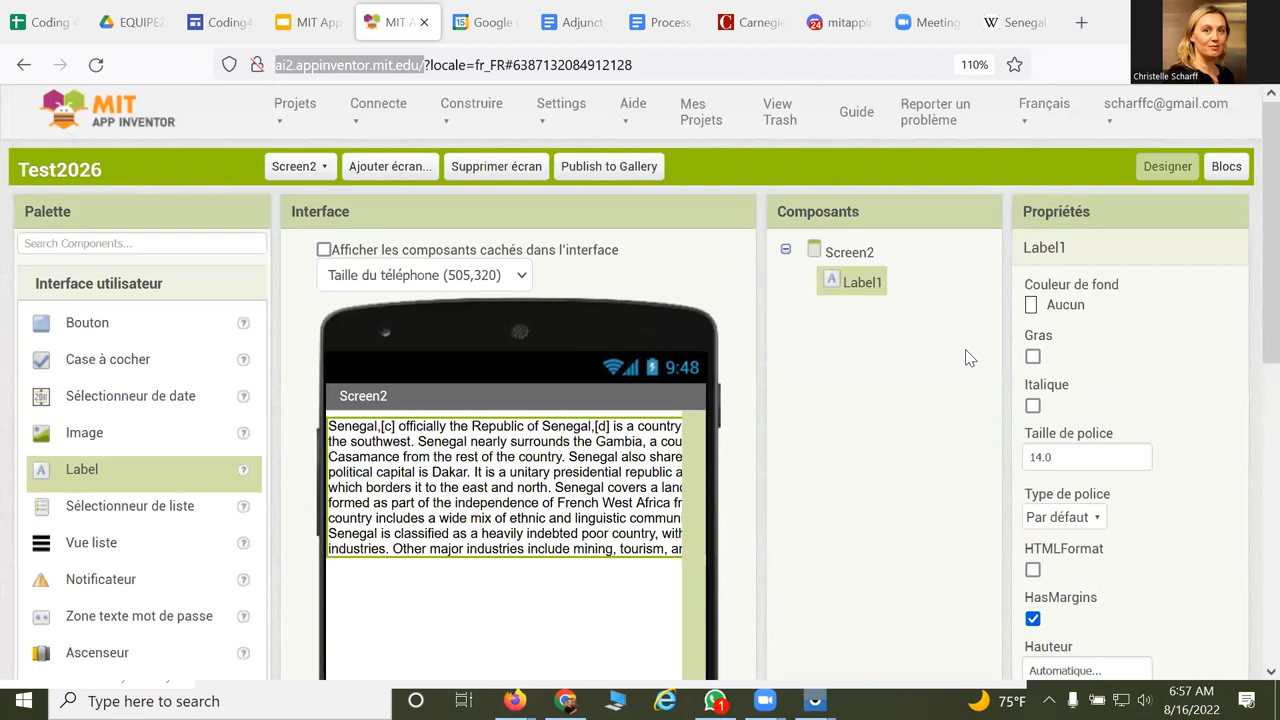 Coding 4
EQUIPE2
Coding4
MIT App
MIT A
Google
Adjunct
Process
Carnegie
mitappin
Meeting
Senegal
Christelle Scharff
ai2.appinventor.mit.edu/?locale=fr_FR#6387132084912128
110%
MIT
APP INVENTOR
Projets
Connecte
Construire
Settings
Aide
Mes
Projets
View
Trash
Guide
Reporter un
problème
Français
scharffc@gmail.com
Test2026
Screen2
Ajouter écran...
Supprimer écran
Publish to Gallery
Designer
Blocs
Palette
Search Components...
Interface utilisateur
Bouton
Case à cocher
Sélectionneur de date
Image
Label
Sélectionneur de liste
Vue liste
Notificateur
Zone texte mot de passe
Ascenseur
Interface
Afficher les composants cachés dans l'interface
Taille du téléphone (505,320)
9:48
Screen2
Senegal,[c] officially the Republic of Senegal,[d] is a country
the southwest. Senegal nearly surrounds the Gambia, a cou
Casamance from the rest of the country. Senegal also share
political capital is Dakar. It is a unitary presidential republic a
which borders it to the east and north. Senegal covers a land
formed as part of the independence of French West Africa fr
country includes a wide mix of ethnic and linguistic commun
Senegal is classified as a heavily indebted poor country, with
industries. Other major industries include mining, tourism, an
Composants
Screen2
Label1
Propriétés
Label1
Couleur de fond
Aucun
Gras
Italique
Taille de police
14.0
Type de police
Par défaut
HTMLFormat
HasMargins
Hauteur
Automatique...
Type here to search
1
75°F
6:57 AM
8/16/2022